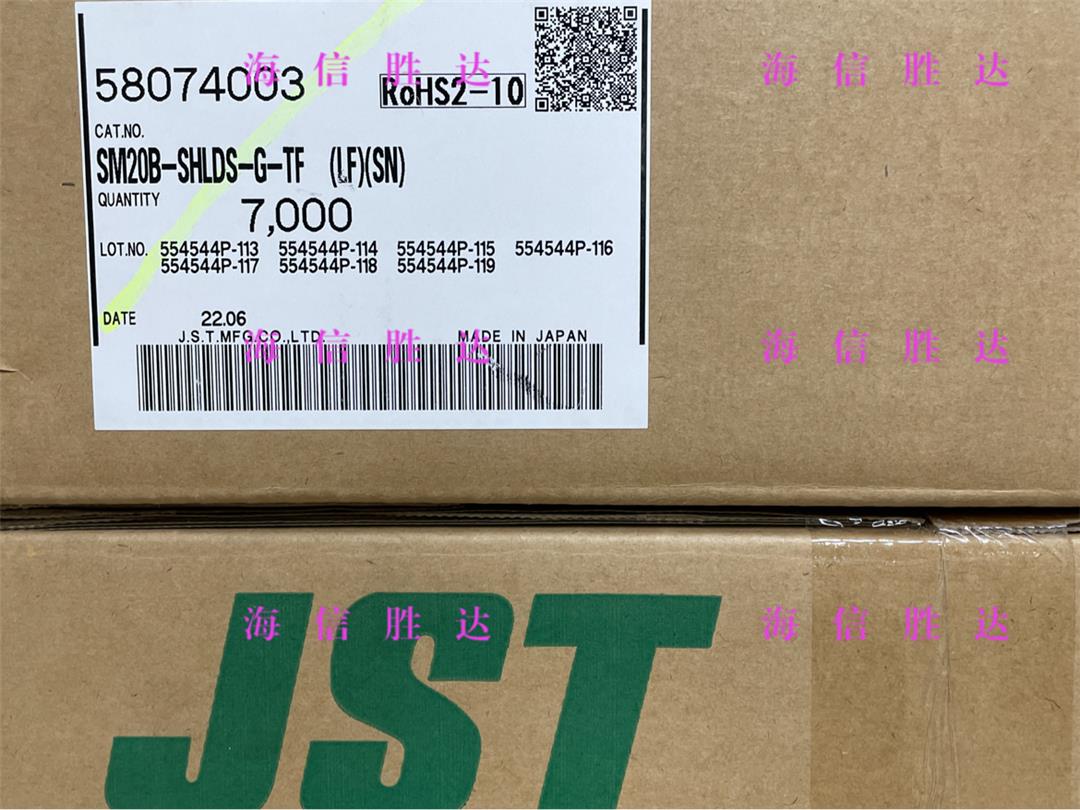 58074003
RoHS2-10
CAT.NO.
SM20B-SHLDS-G-TF (LF)(SN)
QUANTITY
7,000
LOT.NO. 554544P-113 554544P-114 554544P-115 554544P-116
554544P-117 554544P-118 554544P-119
DATE 22.06
J.S.T.MFG.CO.,LTD. MADE IN JAPAN
JST
海信胜达 海信胜达
海信胜达 海信胜达
海信胜达 海信胜达